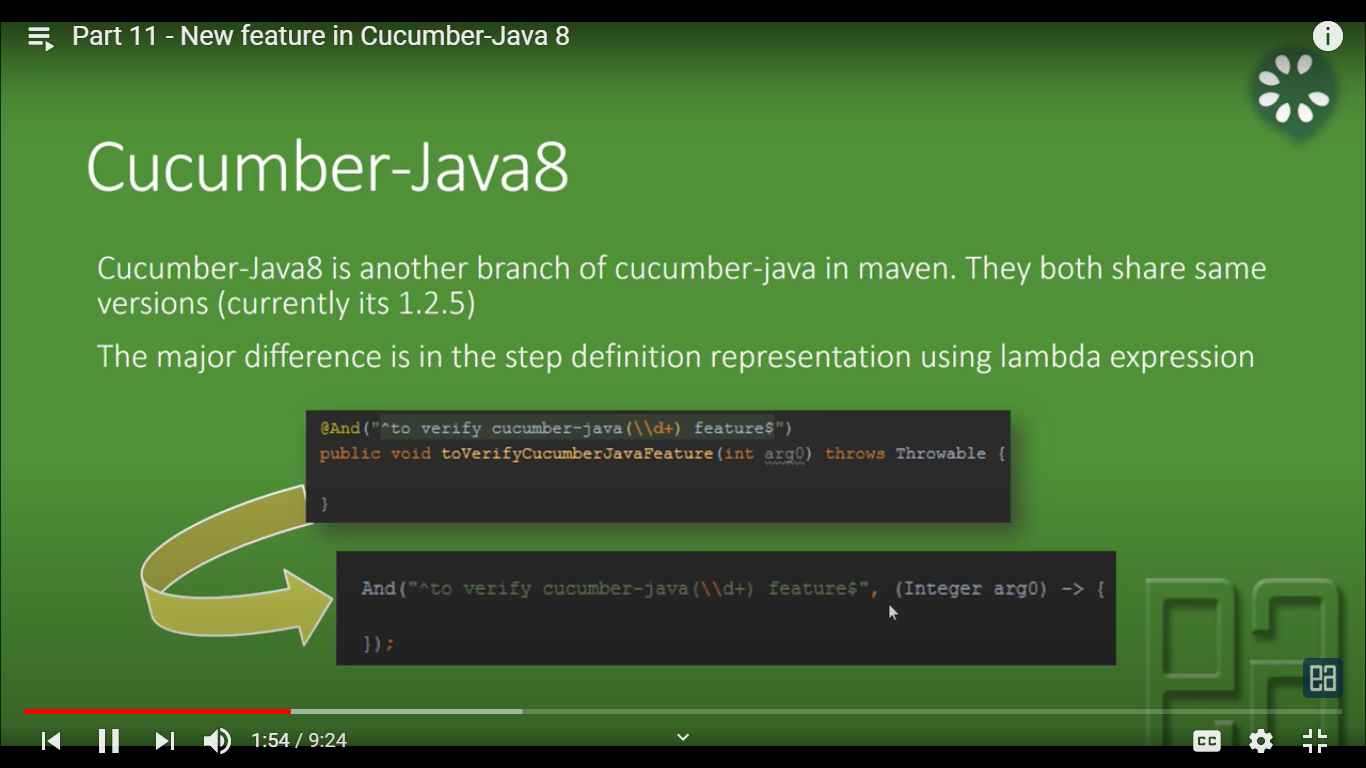 Part 11 - New feature in Cucumber-Java 8
i
Cucumber-Java8
Cucumber-Java8 is another branch of cucumber-java in maven. They both share same
versions (currently its 1.2.5)
The major difference is in the step definition representation using lambda expression
@And("^to verify cucumber-java(\\d+) feature$")
public void toVerifyCucumberJavaFeature(int arg0) throws Throwable {
}
And("^to verify cucumber-java(\\d+) feature$", (Integer arg0) -> {
});
1:54 / 9:24
CC